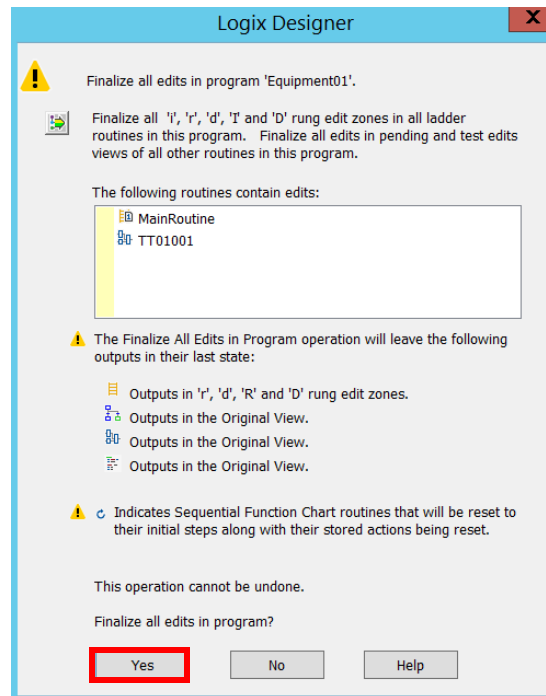 Logix Designer
X
Finalize all edits in program 'Equipment01'.
Finalize all 'i', 'r', 'd', 'I' and 'D' rung edit zones in all ladder
routines in this program. Finalize all edits in pending and test edits
views of all other routines in this program.
The following routines contain edits:
MainRoutine
TT01001
The Finalize All Edits in Program operation will leave the following
outputs in their last state:
Outputs in 'r', 'd', 'R' and 'D' rung edit zones.
Outputs in the Original View.
Outputs in the Original View.
Outputs in the Original View.
Indicates Sequential Function Chart routines that will be reset to
their initial steps along with their stored actions being reset.
This operation cannot be undone.
Finalize all edits in program?
Yes No Help